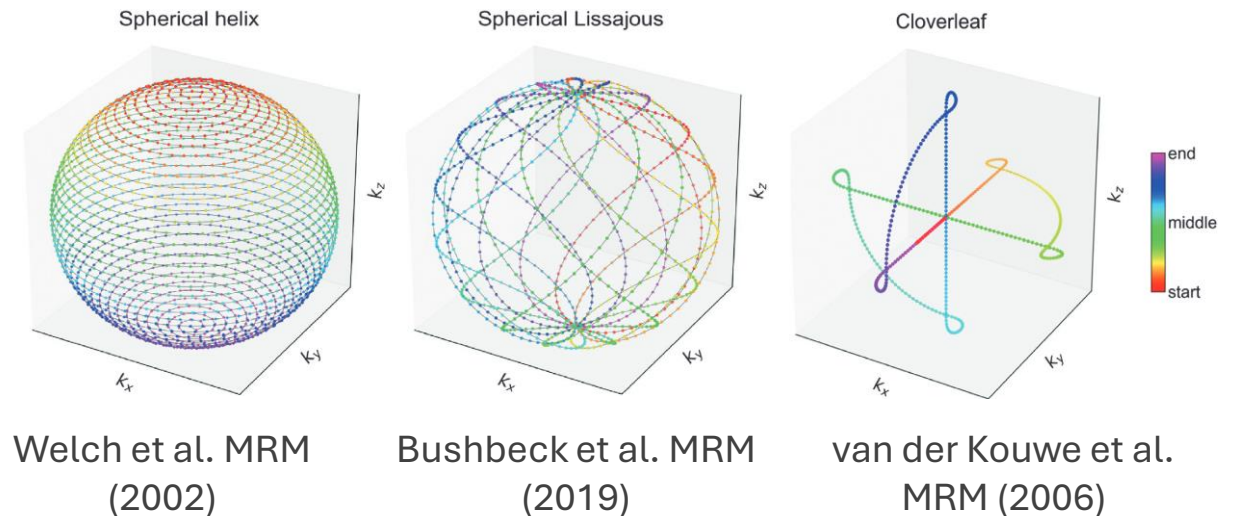 Spherical helix
Spherical Lissajous
Cloverleaf
kz
ky
kx
kz
ky
kx
kz
ky
kx
end
middle
start
Welch et al. MRM
(2002)
Bushbeck et al. MRM
(2019)
van der Kouwe et al.
MRM (2006)